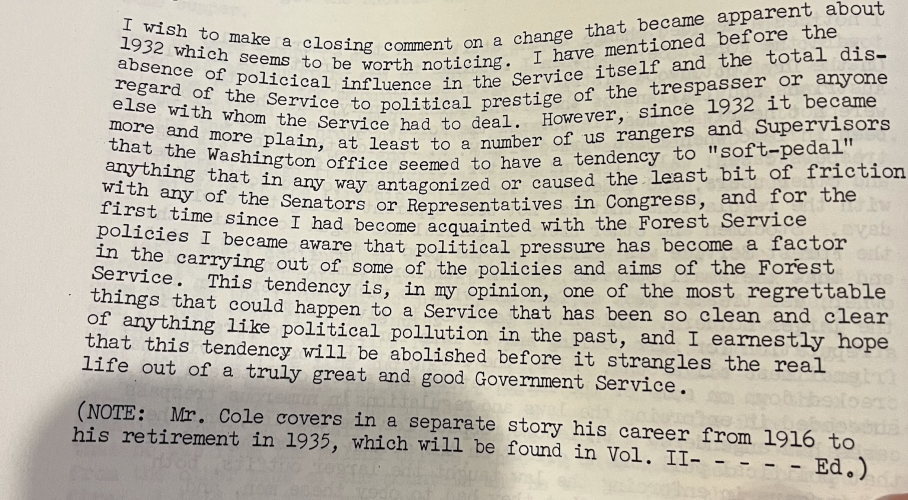 I wish to make a closing comment on a change that became apparent about
1932 which seems to be worth noticing. I have mentioned before the
absence of policical influence in the Service itself and the total dis-
regard of the Service to political prestige of the trespasser or anyone
else with whom the Service had to deal. However, since 1932 it became
more and more plain, at least to a number of us rangers and Supervisors
that the Washington office seemed to have a tendency to "soft-pedal"
anything that in any way antagonized or caused the least bit of friction
with any of the Senators or Representatives in Congress, and for the
first time since I had become acquainted with the Forest Service
policies I became aware that political pressure has become a factor
in the carrying out of some of the policies and aims of the Forest
Service. This tendency is, in my opinion, one of the most regrettable
things that could happen to a Service that has been so clean and clear
of anything like political pollution in the past, and I earnestly hope
that this tendency will be abolished before it strangles the real
life out of a truly great and good Government Service.
(NOTE: Mr. Cole covers in a separate story his career from 1916 to
his retirement in 1935, which will be found in Vol. II- - - - - Ed.)